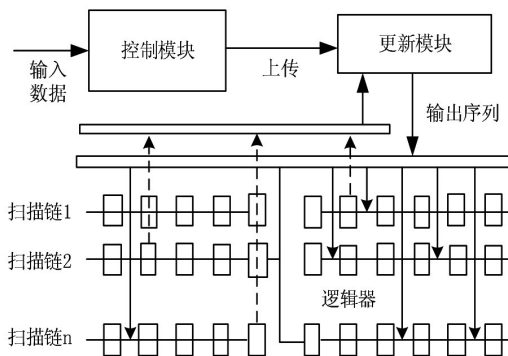 控制模块
更新模块
输入
数据
上传
输出序列
扫描链1
扫描链2
逻辑器
扫描链n